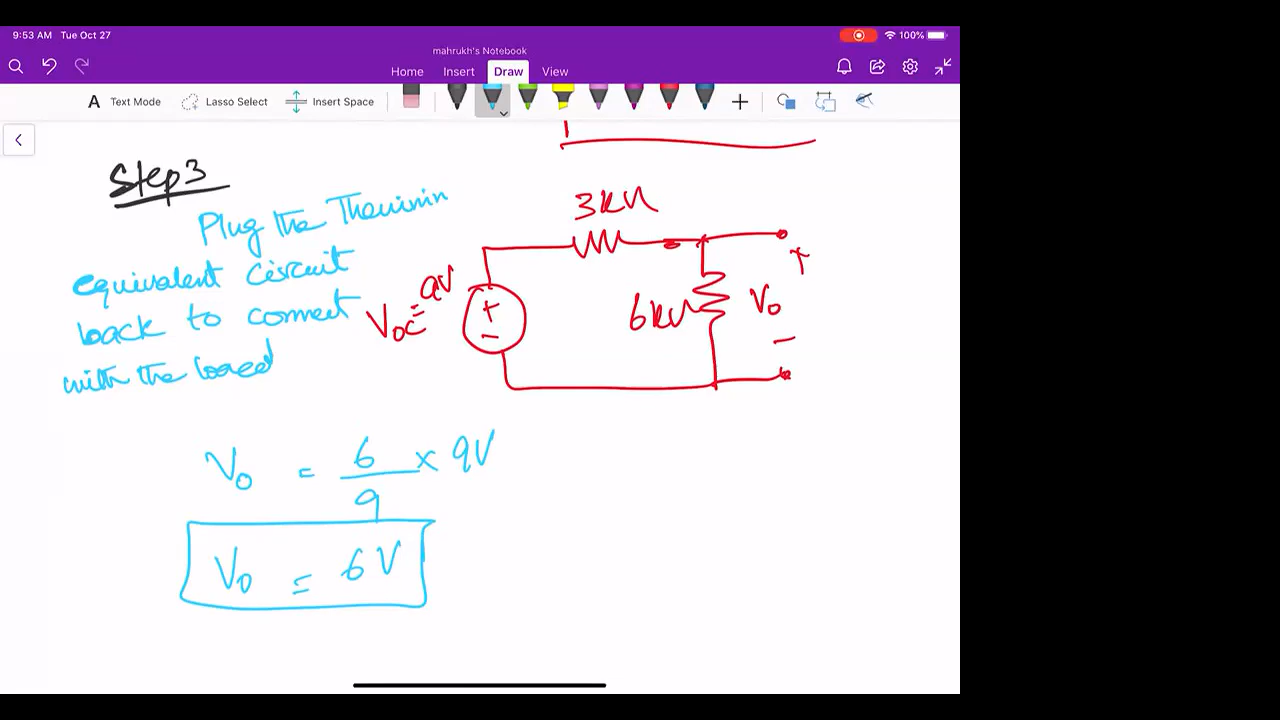 9:53 AM Tue Oct 27
100%
mahrukh's Notebook
Home Insert Draw View
A Text Mode Lasso Select Insert Space
Step 3
Plug the Thevinin
equivalent circuit
back to connect
with the load
3kΩ
Voc = 9V
+
-
6kΩ
+
Vo
-
Vo = 6/9 × 9V
Vo = 6V